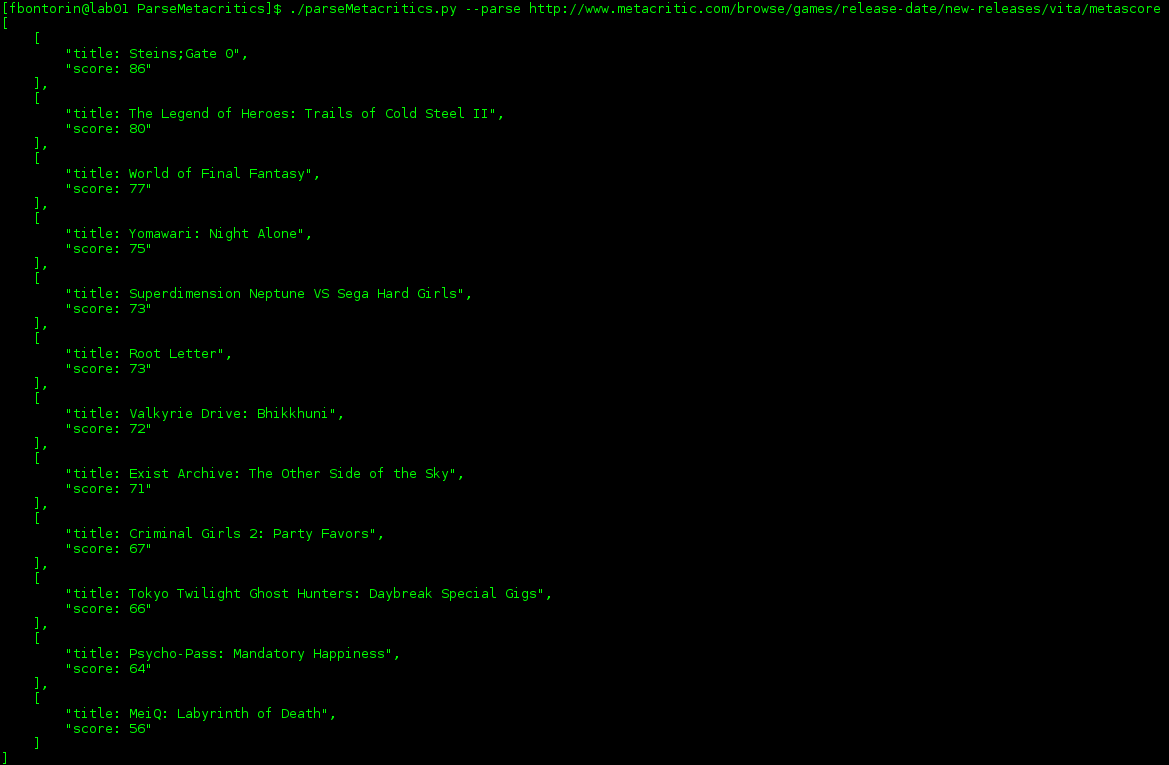 [fbontorin@lab01 ParseMetacritics]$ ./parseMetacritics.py --parse http://www.metacritic.com/browse/games/release-date/new-releases/vita/metascore
[
    [
        "title: Steins;Gate 0",
        "score: 86"
    ],
    [
        "title: The Legend of Heroes: Trails of Cold Steel II",
        "score: 80"
    ],
    [
        "title: World of Final Fantasy",
        "score: 77"
    ],
    [
        "title: Yomawari: Night Alone",
        "score: 75"
    ],
    [
        "title: Superdimension Neptune VS Sega Hard Girls",
        "score: 73"
    ],
    [
        "title: Root Letter",
        "score: 73"
    ],
    [
        "title: Valkyrie Drive: Bhikkhuni",
        "score: 72"
    ],
    [
        "title: Exist Archive: The Other Side of the Sky",
        "score: 71"
    ],
    [
        "title: Criminal Girls 2: Party Favors",
        "score: 67"
    ],
    [
        "title: Tokyo Twilight Ghost Hunters: Daybreak Special Gigs",
        "score: 66"
    ],
    [
        "title: Psycho-Pass: Mandatory Happiness",
        "score: 64"
    ],
    [
        "title: MeiQ: Labyrinth of Death",
        "score: 56"
    ]
]